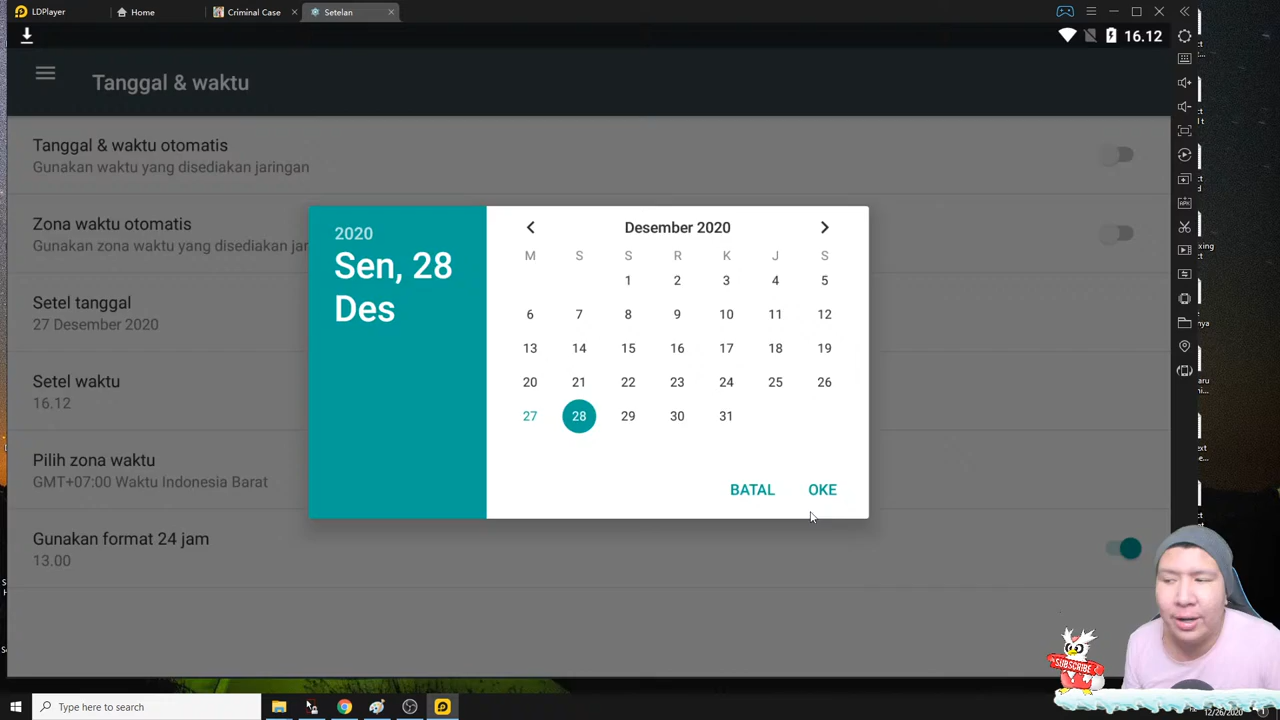 LDPlayer
Home
Criminal Case
Setelan
16.12
Tanggal & waktu
Tanggal & waktu otomatis
Gunakan waktu yang disediakan jaringan
Zona waktu otomatis
Gunakan zona waktu yang disediakan jar
Setel tanggal
27 Desember 2020
Setel waktu
16.12
Pilih zona waktu
GMT+07:00 Waktu Indonesia Barat
Gunakan format 24 jam
13.00
2020
Sen, 28
Des
Desember 2020
M S S R K J S
1 2 3 4 5
6 7 8 9 10 11 12
13 14 15 16 17 18 19
20 21 22 23 24 25 26
27 28 29 30 31
BATAL OKE
SUBSCRIBE
Type here to search
12/26/2020